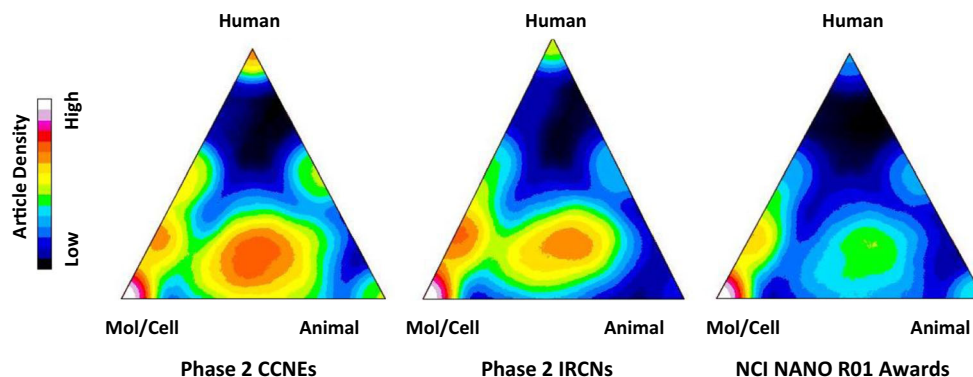 Human
Human
Human
Article Density
High
Low
Mol/Cell
Animal
Mol/Cell
Animal
Mol/Cell
Animal
Phase 2 CCNEs
Phase 2 IRCNs
NCI NANO R01 Awards